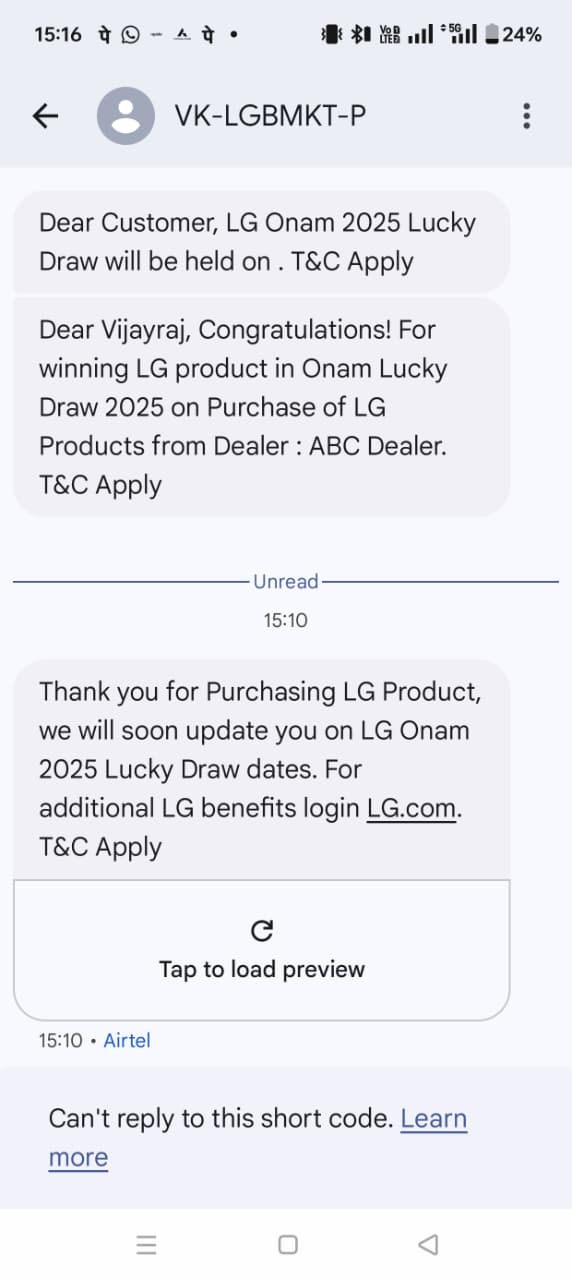 15:16 पे पे 5G 24%
VK-LGBMKT-P
Dear Customer, LG Onam 2025 Lucky
Draw will be held on . T&C Apply
Dear Vijayraj, Congratulations! For
winning LG product in Onam Lucky
Draw 2025 on Purchase of LG
Products from Dealer : ABC Dealer.
T&C Apply
Unread
15:10
Thank you for Purchasing LG Product,
we will soon update you on LG Onam
2025 Lucky Draw dates. For
additional LG benefits login LG.com.
T&C Apply
Tap to load preview
15:10 • Airtel
Can't reply to this short code. Learn
more